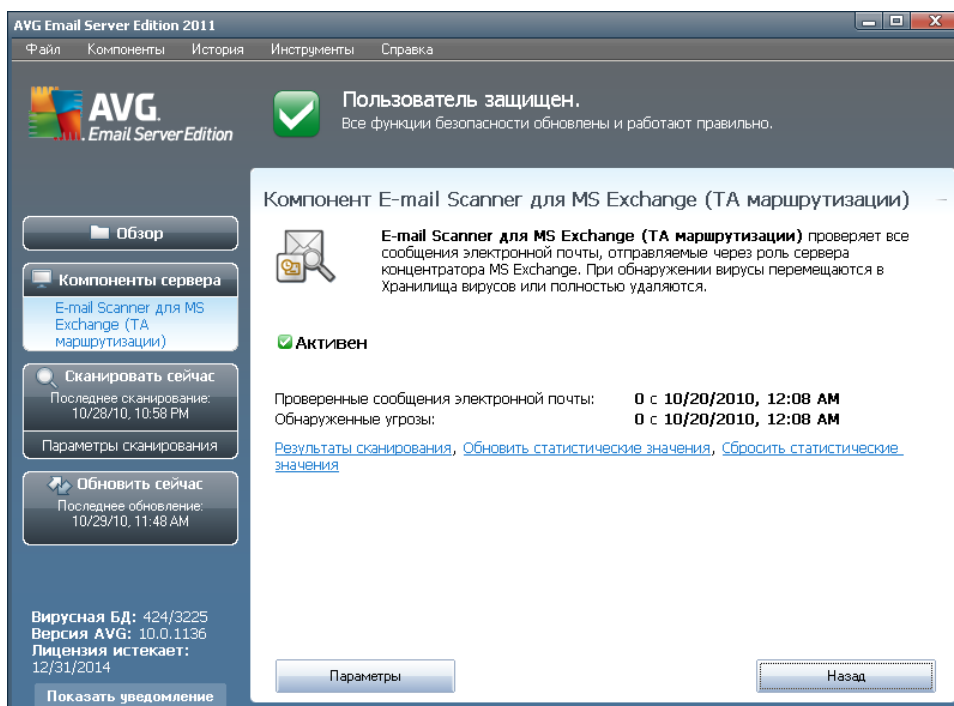 AVG Email Server Edition 2011
Файл Компоненты История Инструменты Справка
AVG.
Email Server Edition
Пользователь защищен.
Все функции безопасности обновлены и работают правильно.
Обзор
Компоненты сервера
E-mail Scanner для MS
Exchange (TA
маршрутизации)
Сканировать сейчас
Последнее сканирование:
10/28/10, 10:58 PM
Параметры сканирования
Обновить сейчас
Последнее обновление:
10/29/10, 11:48 AM
Вирусная БД: 424/3225
Версия AVG: 10.0.1136
Лицензия истекает:
12/31/2014
Показать уведомление
Компонент E-mail Scanner для MS Exchange (TA маршрутизации)
E-mail Scanner для MS Exchange (TA маршрутизации) проверяет все
сообщения электронной почты, отправляемые через роль сервера
концентратора MS Exchange. При обнаружении вирусы перемещаются в
Хранилища вирусов или полностью удаляются.
Активен
Проверенные сообщения электронной почты: 0 с 10/20/2010, 12:08 AM
Обнаруженные угрозы: 0 с 10/20/2010, 12:08 AM
Результаты сканирования, Обновить статистические значения, Сбросить статистические
значения
Параметры
Назад